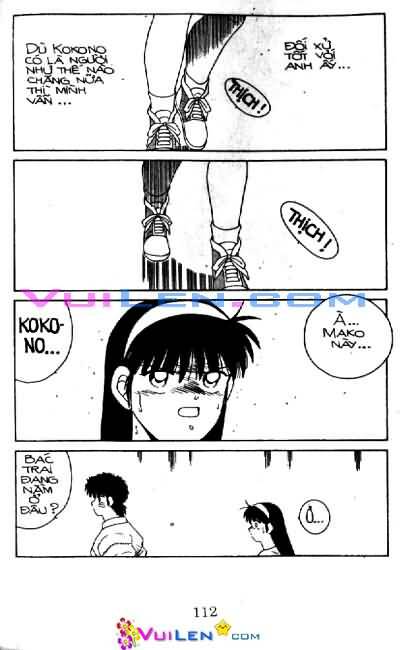 DÙ KOKONO
CÓ LÀ NGƯỜI
NHƯ THẾ NÀO
CHĂNG NỮA
THÌ MÌNH
VẪN...
ĐỐI XỬ
TỐT VỚI
ANH ẤY...
THỊCH!
THỊCH!
VuiLen.com
KOKO-
NO...
À...
MAKO
NÀY...
BÁC
TRAI
ĐANG
NẰM
Ở
ĐÂU?
Ờ...
112
VuiLen.com